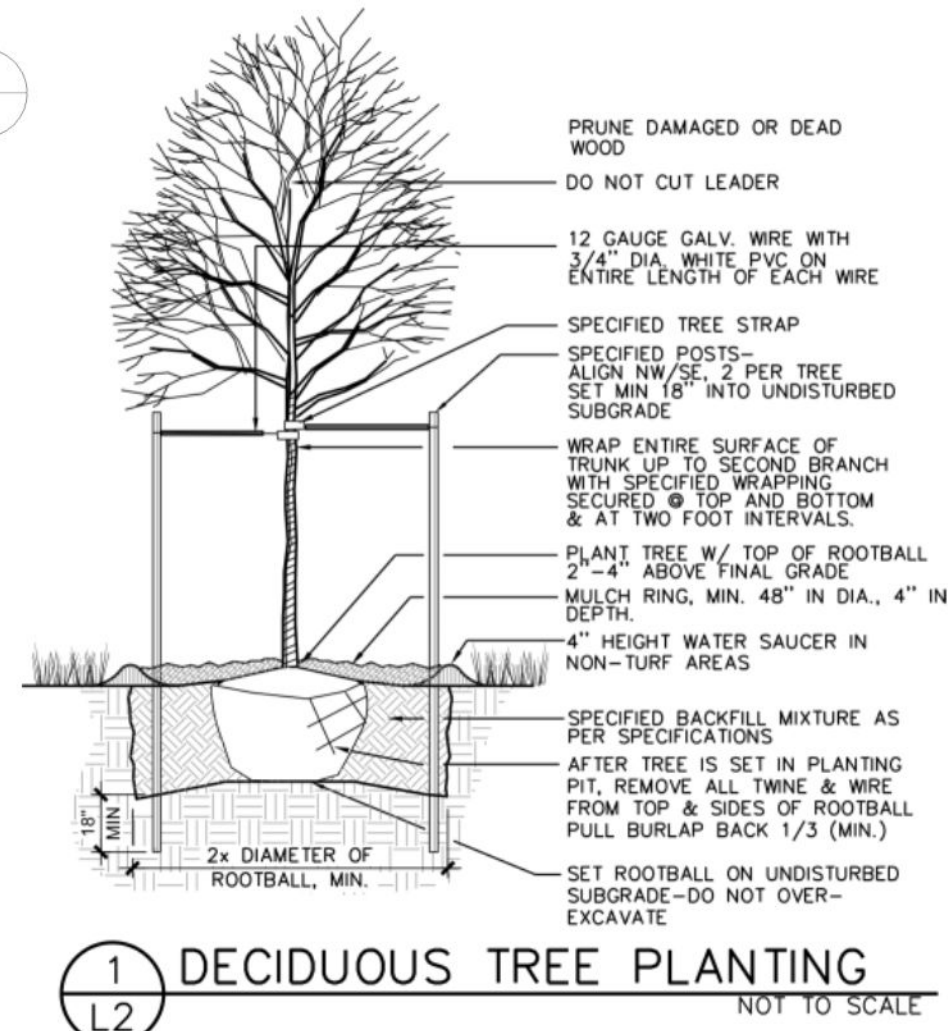 PRUNE DAMAGED OR DEAD
WOOD
DO NOT CUT LEADER
12 GAUGE GALV. WIRE WITH
3/4" DIA. WHITE PVC ON
ENTIRE LENGTH OF EACH WIRE
SPECIFIED TREE STRAP
SPECIFIED POSTS-
ALIGN NW/SE, 2 PER TREE
SET MIN 18" INTO UNDISTURBED
SUBGRADE
WRAP ENTIRE SURFACE OF
TRUNK UP TO SECOND BRANCH
WITH SPECIFIED WRAPPING
SECURED @ TOP AND BOTTOM
& AT TWO FOOT INTERVALS.
PLANT TREE W/ TOP OF ROOTBALL
2"-4" ABOVE FINAL GRADE
MULCH RING, MIN. 48" IN DIA., 4" IN
DEPTH.
4" HEIGHT WATER SAUCER IN
NON-TURF AREAS
SPECIFIED BACKFILL MIXTURE AS
PER SPECIFICATIONS
AFTER TREE IS SET IN PLANTING
PIT, REMOVE ALL TWINE & WIRE
FROM TOP & SIDES OF ROOTBALL
PULL BURLAP BACK 1/3 (MIN.)
SET ROOTBALL ON UNDISTURBED
SUBGRADE-DO NOT OVER-
EXCAVATE
18"
MIN
2x DIAMETER OF
ROOTBALL, MIN.
1
L2
DECIDUOUS TREE PLANTING
NOT TO SCALE